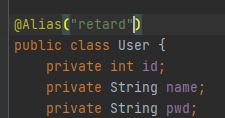 @Alias("retard")
public class User {
    private int id;
    private String name;
    private String pwd;